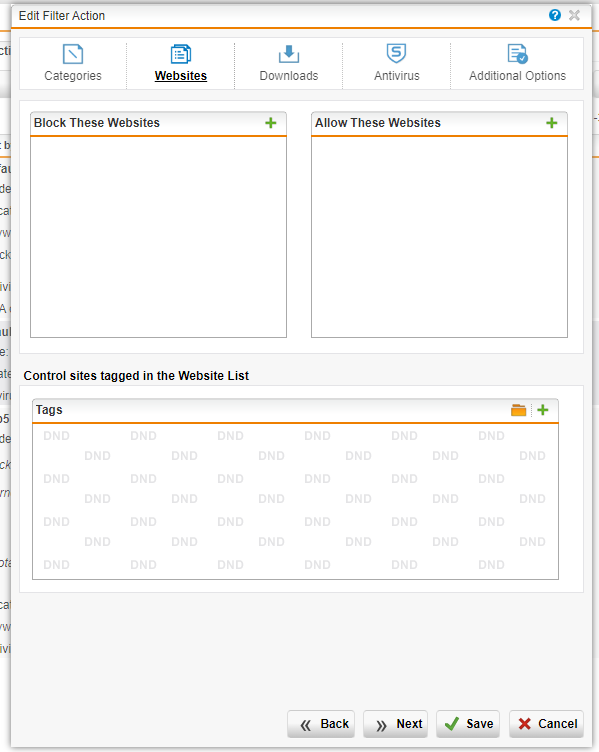 Edit Filter Action
Categories
Websites
Downloads
Antivirus
Additional Options
Block These Websites
Allow These Websites
Control sites tagged in the Website List
Tags
DND DND DND DND DND DND
DND DND DND DND DND DND
DND DND DND DND DND DND
DND DND DND DND DND DND
DND DND DND DND DND DND
DND DND DND DND DND DND
DND DND DND DND DND DND
Back
Next
Save
Cancel